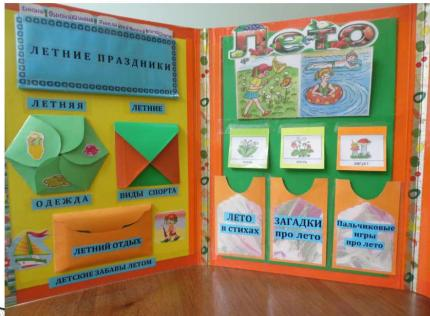 ЛЕТНИЕ ПРАЗДНИКИ
ЛЕТНЯЯ
ОДЕЖДА
ЛЕТНИЕ
ВИДЫ СПОРТА
ЛЕТНИЙ ОТДЫХ
ДЕТСКИЕ ЗАБАВЫ ЛЕТОМ
Лето
август
ЛЕТО
в стихах
ЗАГАДКИ
про лето
Пальчиковые
игры
про лето